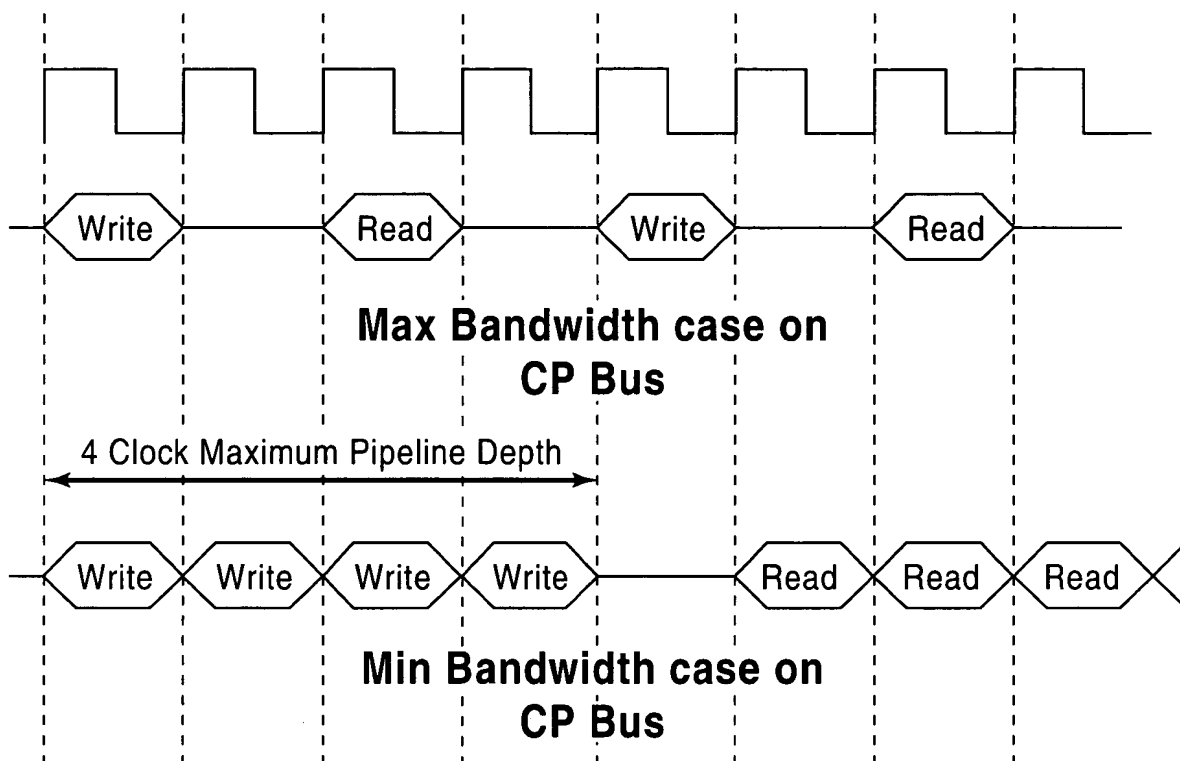 Write Read Write Read
Max Bandwidth case on
CP Bus
4 Clock Maximum Pipeline Depth
Write Write Write Write Read Read Read
Min Bandwidth case on
CP Bus